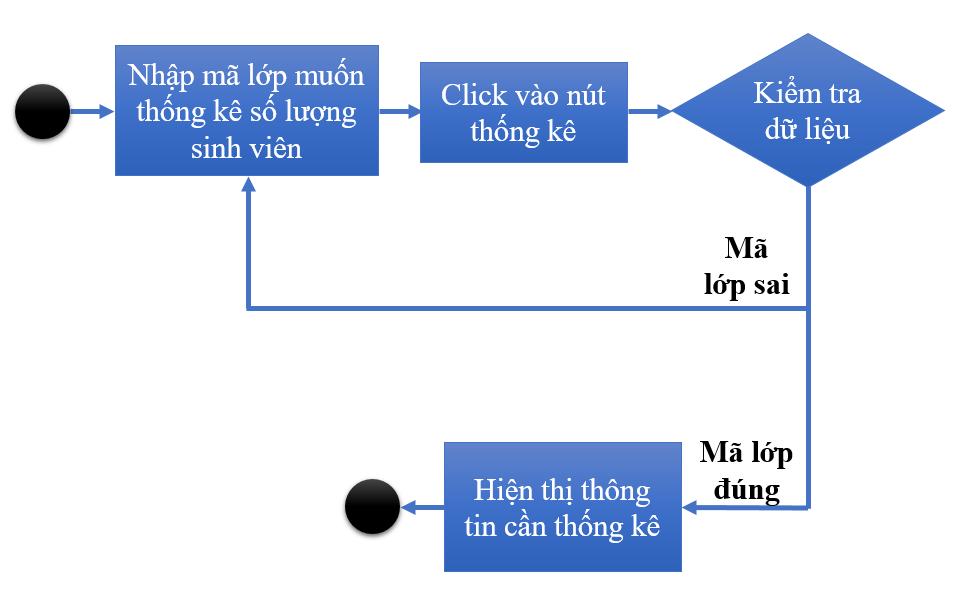 Nhập mã lớp muốn
thống kê số lượng
sinh viên
Click vào nút
thống kê
Kiểm tra
dữ liệu
Mã
lớp sai
Mã lớp
đúng
Hiện thị thông
tin cần thống kê